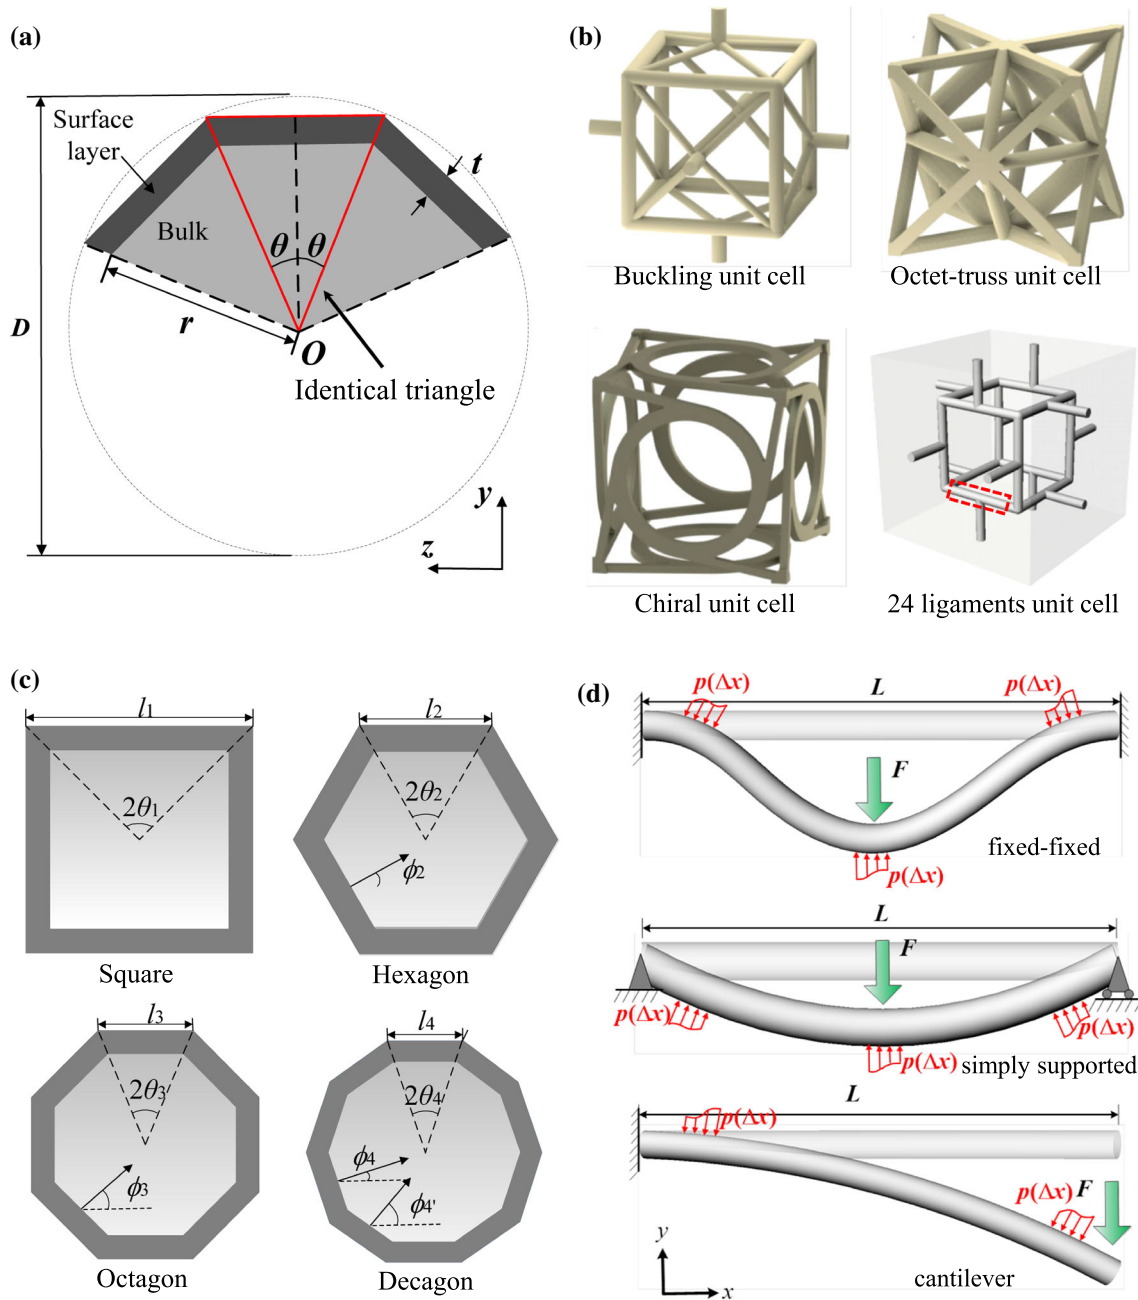 (a)
Surface
layer
t
Bulk
θ θ
D
r
O
Identical triangle
y
z
(b)
Buckling unit cell
Octet-truss unit cell
Chiral unit cell
24 ligaments unit cell
(c)
l1
2θ1
Square
l2
2θ2
ϕ2
Hexagon
l3
2θ3
ϕ3
Octagon
l4
2θ4
ϕ4
ϕ4'
Decagon
(d)
p(Δx)
L
p(Δx)
F
fixed-fixed
p(Δx)
L
F
p(Δx)
p(Δx)
p(Δx)
simply supported
L
p(Δx)
p(Δx)
F
y
x
cantilever